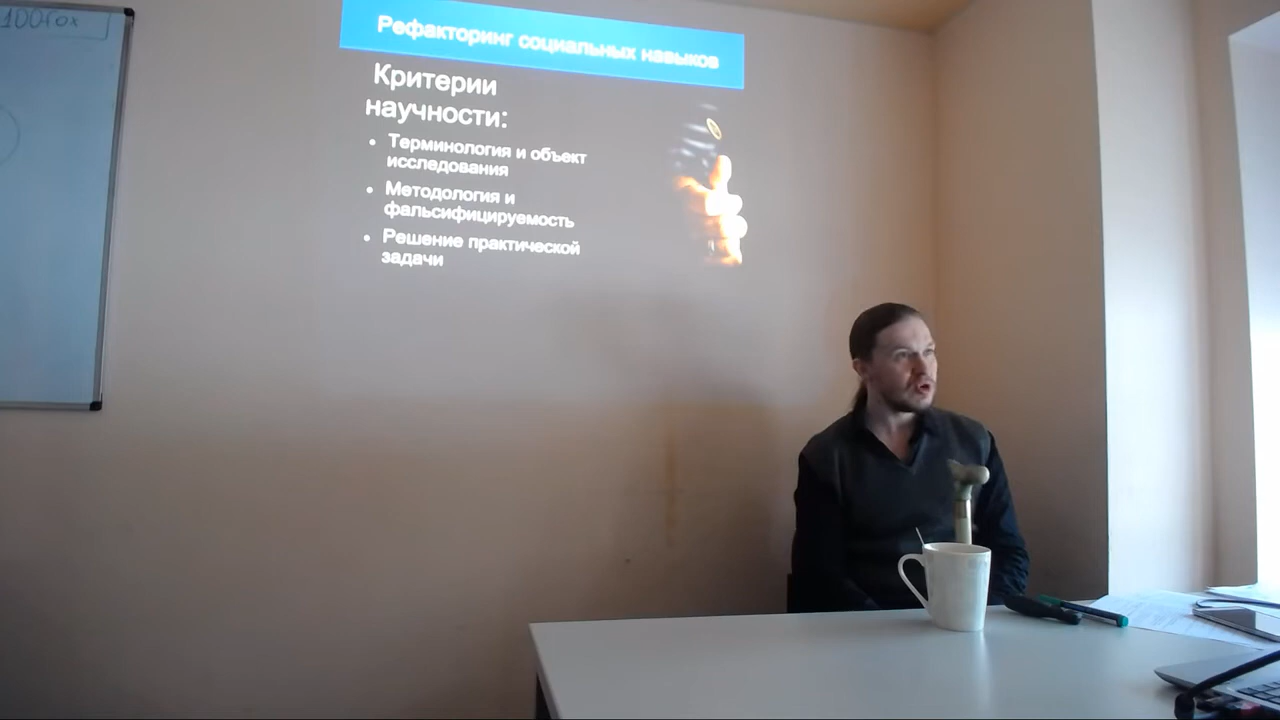 Рефакторинг социальных навыков
Критерии
научности:
• Терминология и объект
исследования
• Методология и
фальсифицируемость
• Решение практической
задачи